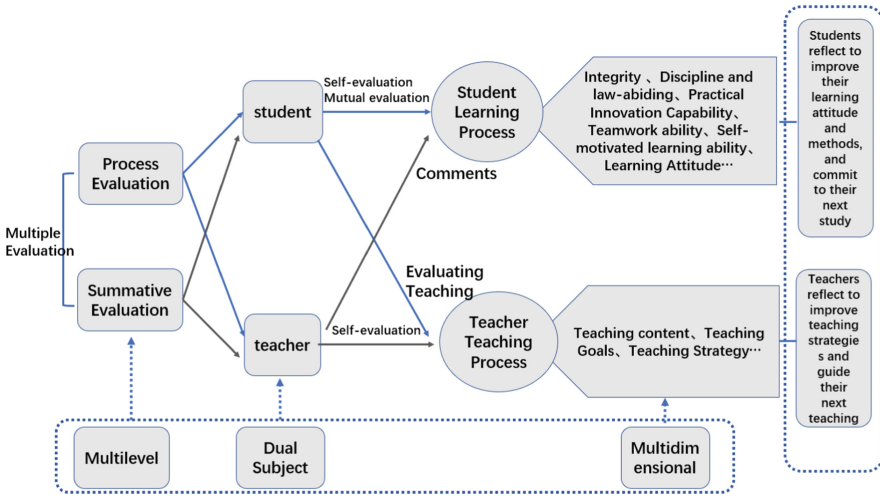 Multiple
Evaluation
Process
Evaluation
Summative
Evaluation
student
teacher
Self-evaluation
Mutual evaluation
Comments
Evaluating
Teaching
Self-evaluation
Student
Learning
Process
Teacher
Teaching
Process
Integrity 、Discipline and
law-abiding、Practical
Innovation Capability、
Teamwork ability、Self-
motivated learning ability、
Learning Attitude…
Teaching content、Teaching
Goals、Teaching Strategy…
Students
reflect to
improve
their
learning
attitude
and
methods,
and
commit
to their
next
study
Teachers
reflect to
improve
teaching
strategie
s and
guide
their
next
teaching
Multilevel
Dual
Subject
Multidim
ensional